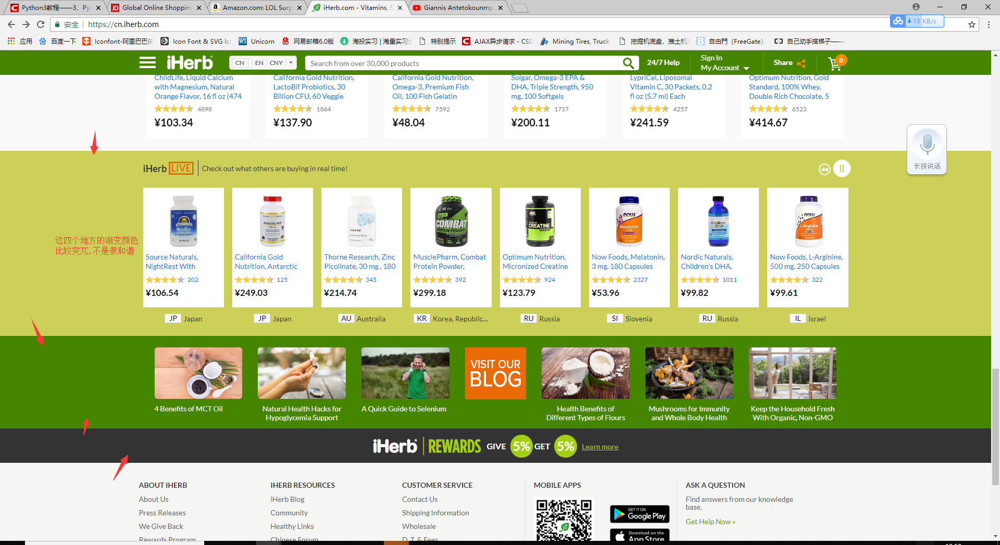 Python3教程——3、Pyt
Global Online Shopping
Amazon.com: LOL Surp
iHerb.com - Vitamins, S
Giannis Antetokounmp
安全 https://cn.iherb.com
19 KB/s
应用 百度一下 Iconfont-阿里巴巴矢 Icon Font & SVG Ic Unicorn 网易邮箱6.0版 海投实习 | 海量实习 特别提示 AJAX异步请求 - CSD Mining Tires, Truck 挖掘机底盘，推土机 自由門（FreeGate） 自己动手搭梯子——
iHerb CN EN CNY Search from over 30,000 products 24/7 Help Sign In Share 0
My Account
ChildLife, Liquid Calcium
with Magnesium, Natural
Orange Flavor, 16 fl oz (474
4898
¥103.34
California Gold Nutrition,
LactoBif Probiotics, 30
Billion CFU, 60 Veggie
1864
¥137.90
California Gold Nutrition,
Omega-3, Premium Fish
Oil, 100 Fish Gelatin
7592
¥48.04
Solgar, Omega-3 EPA &
DHA, Triple Strength, 950
mg, 100 Softgels
1737
¥200.11
LypriCel, Liposomal
Vitamin C, 30 Packets, 0.2
fl oz (5.7 ml) Each
4257
¥241.59
Optimum Nutrition, Gold
Standard, 100% Whey,
Double Rich Chocolate, 5
6523
¥414.67
长按说话
iHerb LIVE Check out what others are buying in real time!
这四个地方的渐变颜色
比较突兀, 不是很和谐
NIGHTREST
Source Naturals,
NightRest With
202
¥106.54
JP Japan
Antarctic Krill
California Gold
Nutrition, Antarctic
125
¥249.03
JP Japan
THORNE
Thorne Research, Zinc
Picolinate, 30 mg , 180
345
¥214.74
AU Australia
MP
COMBAT
PROTEIN POWDER
MusclePharm, Combat
Protein Powder,
392
¥299.18
KR Korea, Republic...
ON
CREATINE
POWDER
Optimum Nutrition,
Micronized Creatine
924
¥123.79
RU Russia
NOW
Melatonin
Now Foods, Melatonin,
3 mg, 180 Capsules
2327
¥53.96
SI Slovenia
Children's
DHA
Nordic Naturals,
Children's DHA,
1011
¥99.82
RU Russia
NOW
L-Arginine
Now Foods, L-Arginine,
500 mg, 250 Capsules
322
¥99.61
IL Israel
4 Benefits of MCT Oil
Natural Health Hacks for
Hypoglycemia Support
A Quick Guide to Selenium
VISIT OUR
BLOG
Health Benefits of
Different Types of Flours
Mushrooms for Immunity
and Whole Body Health
Keep the Household Fresh
With Organic, Non-GMO
iHerb REWARDS GIVE 5% GET 5% Learn more
ABOUT IHERB
About Us
Press Releases
We Give Back
Rewards Program
IHERB RESOURCES
iHerb Blog
Community
Healthy Links
Chinese Forum
CUSTOMER SERVICE
Contact Us
Shipping Information
Wholesale
D. T. & Fees
MOBILE APPS
GET IT ON
Google Play
Download on the
App Store
ASK A QUESTION
Find answers from our knowledge
base.
Get Help Now »